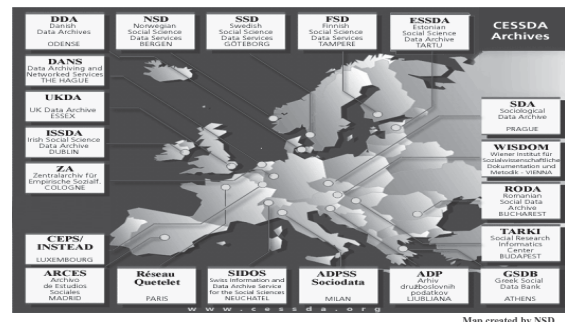 DDA
Danish
Data Archives
ODENSE
NSD
Norwegian
Social Science
Data Services
BERGEN
SSD
Swedish
Social Science
Data Services
GÖTEBORG
FSD
Finnish
Social Science
Data Services
TAMPERE
ESSDA
Estonian
Social Science
Data Archive
TARTU
CESSDA
Archives
DANS
Data Archiving and
Networked Services
THE HAGUE
UKDA
UK Data Archive
ESSEX
ISSDA
Irish Social Science
Data Archive
DUBLIN
ZA
Zentralarchiv für
Empirische Sozialf.
COLOGNE
CEPS/
INSTEAD
LUXEMBOURG
SDA
Sociological
Data Archive
PRAGUE
WISDOM
Wiener Institut für
Sozialwissenschaftliche
Dokumentation und
Metodik - VIENNA
RODA
Romanian
Social Data
Archive
BUCHAREST
TARKI
Social Research
Informatics
Center
BUDAPEST
ARCES
Archivo
de Estudios
Sociales
MADRID
Réseau
Quetelet
PARIS
SIDOS
Swiss Information and
Data Archive Service
for the Social Sciences
NEUCHATEL
ADPSS
Sociodata
MILAN
ADP
Arhiv
družboslovnih
podatkov
LJUBLJANA
GSDB
Greek Social
Data Bank
ATHENS
www.cessda.org
Map created by NSD